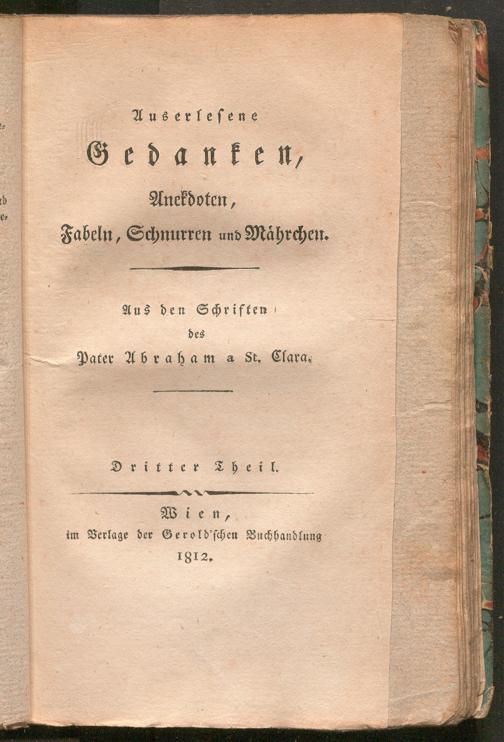 Auserlesene
Gedanken,
Anekdoten,
Fabeln, Schnurren und Mährchen.
Aus den Schriften
des
Pater Abraham a St. Clara.
Dritter Theil.
Wien,
im Verlage der Gerold'schen Buchhandlung
1812.